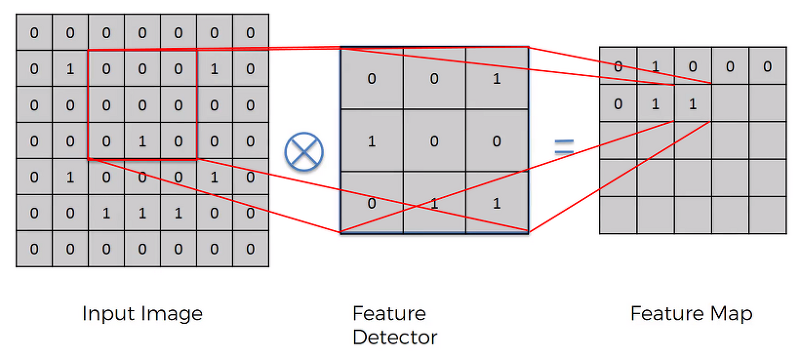 0 0 0 0 0 0 0
0 1 0 0 0 1 0
0 0 0 0 0 0 0
0 0 0 1 0 0 0
0 1 0 0 0 1 0
0 0 1 1 1 0 0
0 0 0 0 0 0 0
Input Image
0 0 1
1 0 0
0 1 1
Feature
Detector
=
0 1 0 0 0
0 1 1
Feature Map